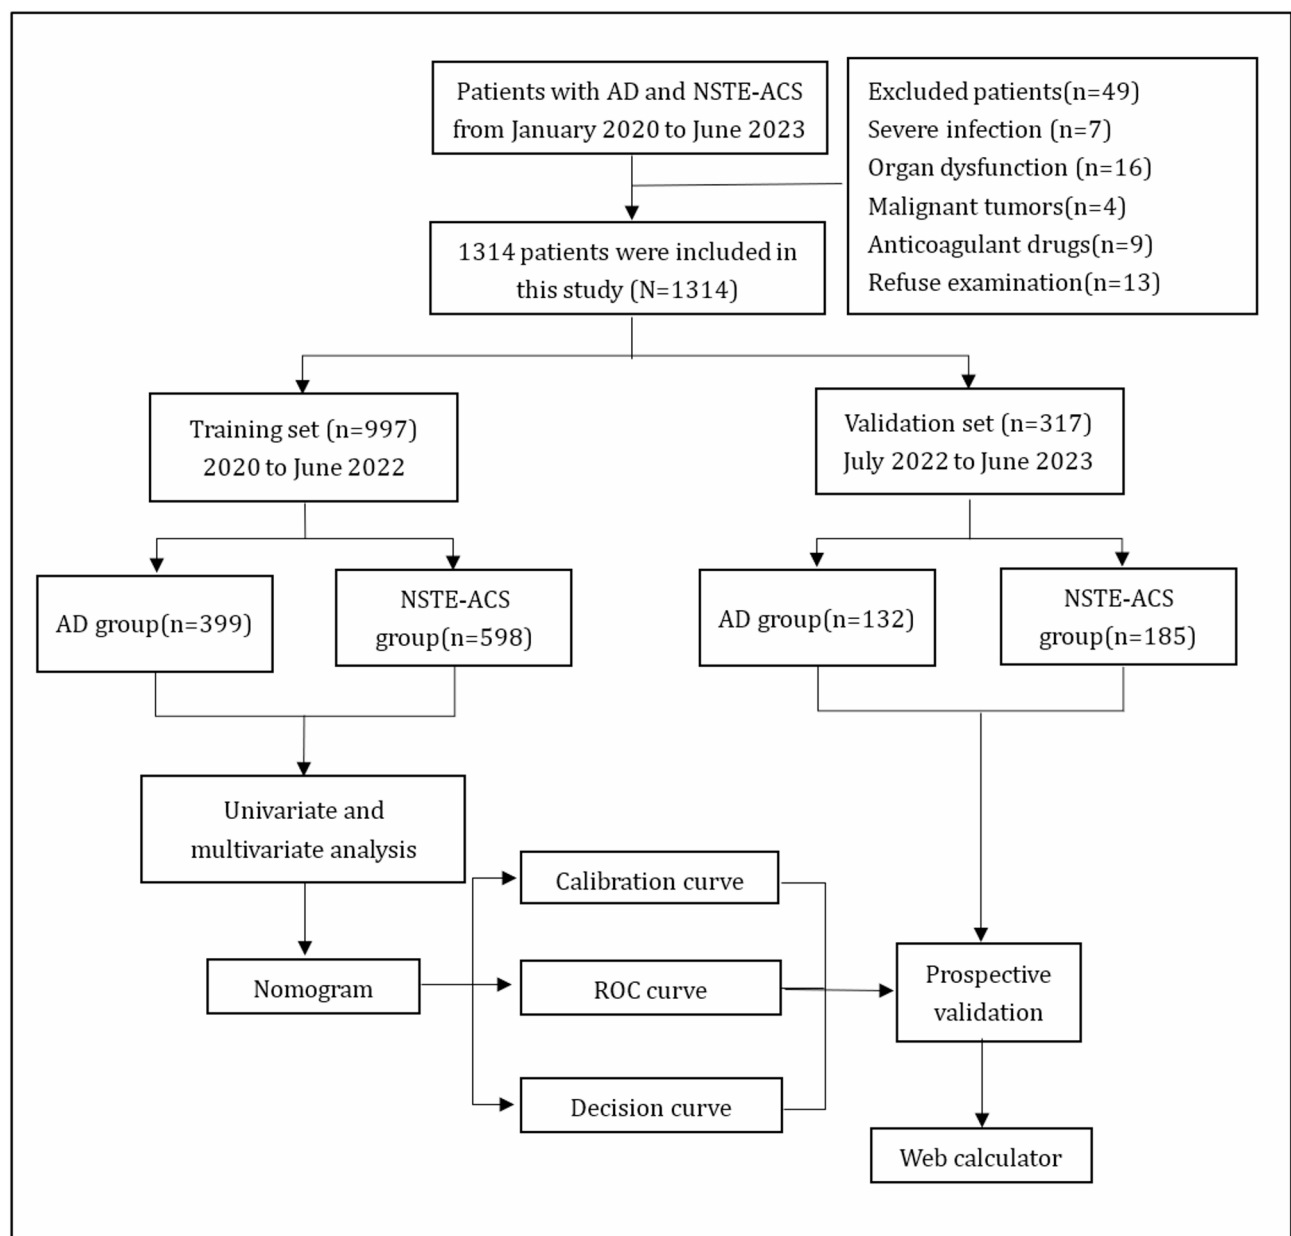 Patients with AD and NSTE-ACS
from January 2020 to June 2023
Excluded patients(n=49)
Severe infection (n=7)
Organ dysfunction (n=16)
Malignant tumors(n=4)
Anticoagulant drugs(n=9)
Refuse examination(n=13)
1314 patients were included in
this study (N=1314)
Training set (n=997)
2020 to June 2022
Validation set (n=317)
July 2022 to June 2023
AD group(n=399)
NSTE-ACS
group(n=598)
AD group(n=132)
NSTE-ACS
group(n=185)
Univariate and
multivariate analysis
Nomogram
Calibration curve
ROC curve
Decision curve
Prospective
validation
Web calculator